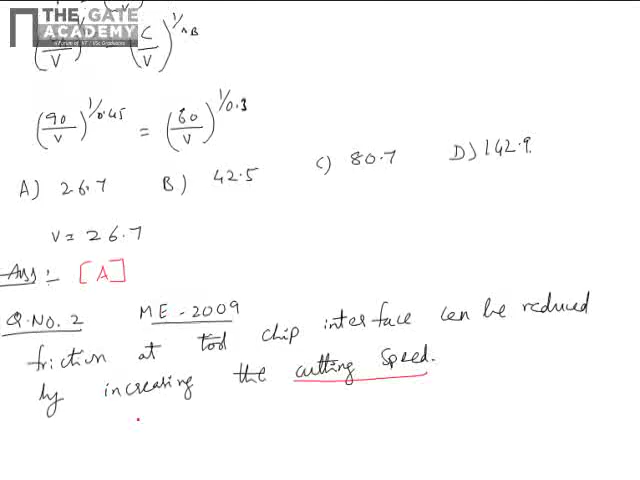 THE GATE
ACADEMY
V = (C/V)^1/nB
(90/V)^1/0.45 = (60/V)^1/0.3
A) 26.7 B) 42.5 C) 80.7 D) 142.9
V = 26.7
Ans :- [A]
Q.NO. 2 ME - 2009
friction at tool chip interface can be reduced
by increasing the cutting speed.